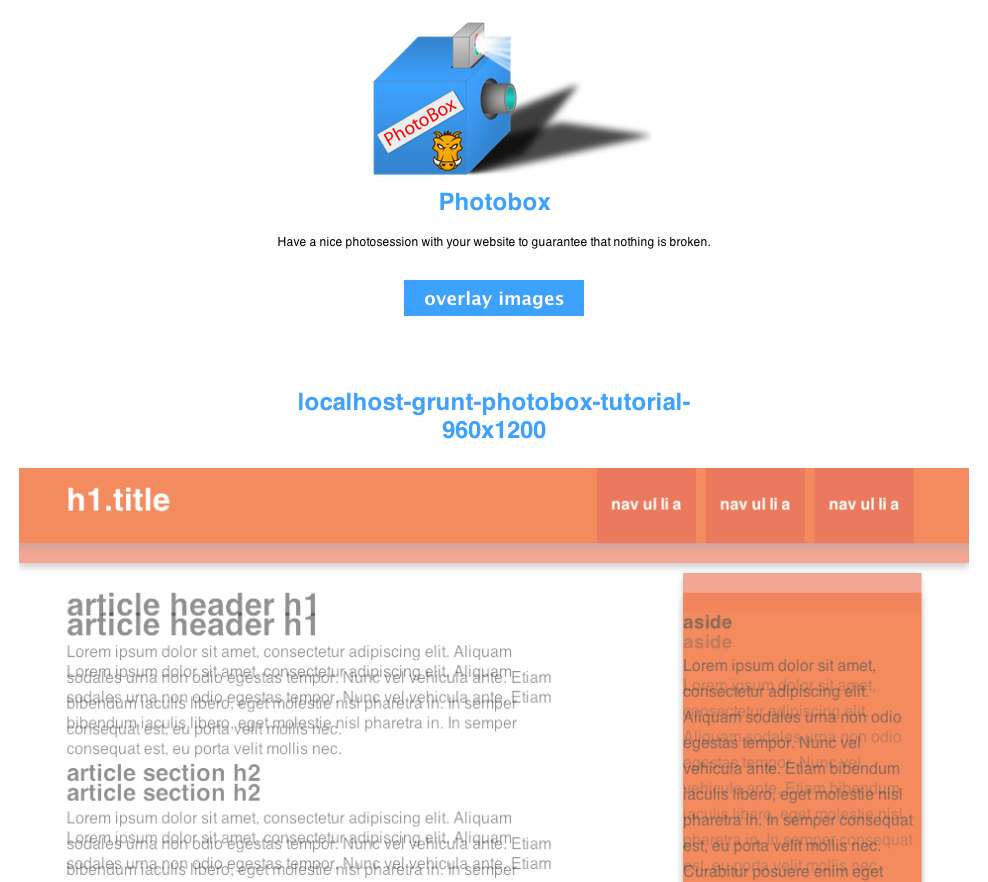 PhotoBox
Photobox
Have a nice photosession with your website to guarantee that nothing is broken.
overlay images
localhost-grunt-photobox-tutorial-
960x1200
h1.title
nav ul li a
nav ul li a
nav ul li a
article header h1
article header h1
Lorem ipsum dolor sit amet, consectetur adipiscing elit. Aliquam
Lorem ipsum dolor sit amet, consectetur adipiscing elit. Aliquam
sodales urna non odio egestas tempor. Nunc vel vehicula ante. Etiam
sodales urna non odio egestas tempor. Nunc vel vehicula ante. Etiam
bibendum iaculis libero, eget molestie nisl pharetra in. In semper
bibendum iaculis libero, eget molestie nisl pharetra in. In semper
consequat est, eu porta velit mollis nec.
consequat est, eu porta velit mollis nec.
article section h2
article section h2
Lorem ipsum dolor sit amet, consectetur adipiscing elit. Aliquam
Lorem ipsum dolor sit amet, consectetur adipiscing elit. Aliquam
sodales urna non odio egestas tempor. Nunc vel vehicula ante. Etiam
sodales urna non odio egestas tempor. Nunc vel vehicula ante. Etiam
bibendum iaculis libero, eget molestie nisl pharetra in. In semper
aside
aside
Lorem ipsum dolor sit amet,
Lorem ipsum dolor sit amet,
consectetur adipiscing elit.
consectetur adipiscing elit.
Aliquam sodales urna non odio
Aliquam sodales urna non odio
egestas tempor. Nunc vel
egestas tempor. Nunc vel
vehicula ante. Etiam bibendum
vehicula ante. Etiam bibendum
iaculis libero, eget molestie nisl
iaculis libero, eget molestie nisl
pharetra in. In semper consequat
pharetra in. In semper consequat
est, eu porta velit mollis nec.
est, eu porta velit mollis nec.
Curabitur posuere enim eget